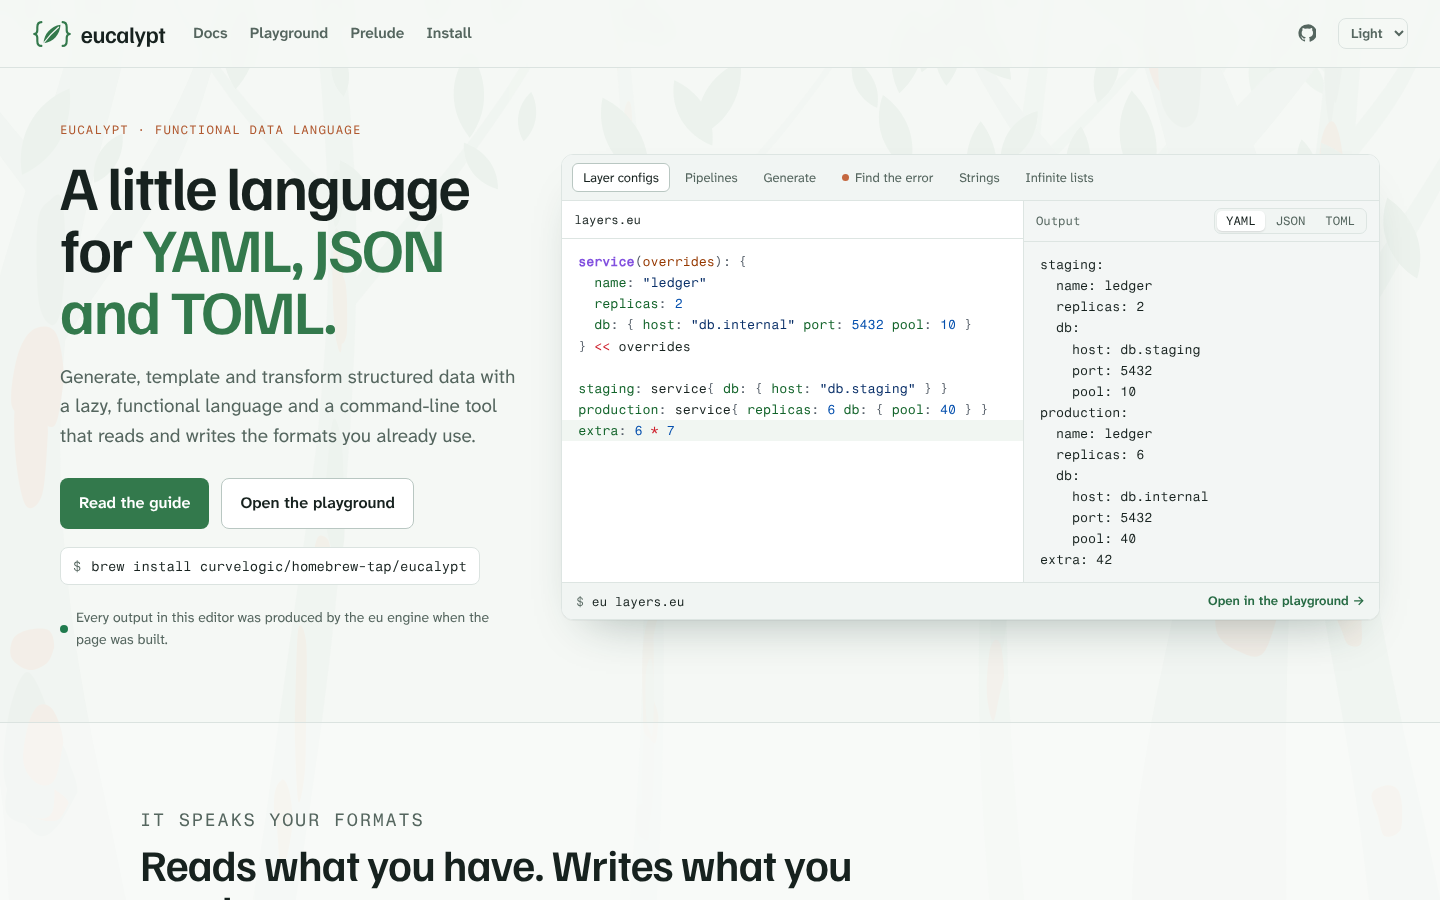 eucalypt
Docs
Playground
Prelude
Install
Light
EUCALYPT · FUNCTIONAL DATA LANGUAGE
A little language
for YAML, JSON
and TOML.
Generate, template and transform structured data with
a lazy, functional language and a command-line tool
that reads and writes the formats you already use.
Read the guide
Open the playground
$ brew install curvelogic/homebrew-tap/eucalypt
Every output in this editor was produced by the eu engine when the
page was built.
Layer configs
Pipelines
Generate
Find the error
Strings
Infinite lists
layers.eu
service(overrides): {
  name: "ledger"
  replicas: 2
  db: { host: "db.internal" port: 5432 pool: 10 }
} << overrides
staging: service{ db: { host: "db.staging" } }
production: service{ replicas: 6 db: { pool: 40 } }
extra: 6 * 7
Output
YAML
JSON
TOML
staging:
  name: ledger
  replicas: 2
  db:
    host: db.staging
    port: 5432
    pool: 10
production:
  name: ledger
  replicas: 6
  db:
    host: db.internal
    port: 5432
    pool: 40
extra: 42
$ eu layers.eu
Open in the playground →
IT SPEAKS YOUR FORMATS
Reads what you have. Writes what you